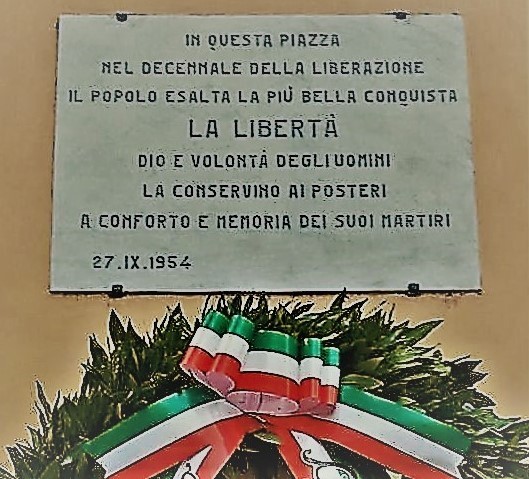 IN QUESTA PIAZZA
NEL DECENNALE DELLA LIBERAZIONE
IL POPOLO ESALTA LA PIÙ BELLA CONQUISTA
LA LIBERTÀ
DIO E VOLONTÀ DEGLI UOMINI
LA CONSERVINO AI POSTERI
A CONFORTO E MEMORIA DEI SUOI MARTIRI
27.IX.1954